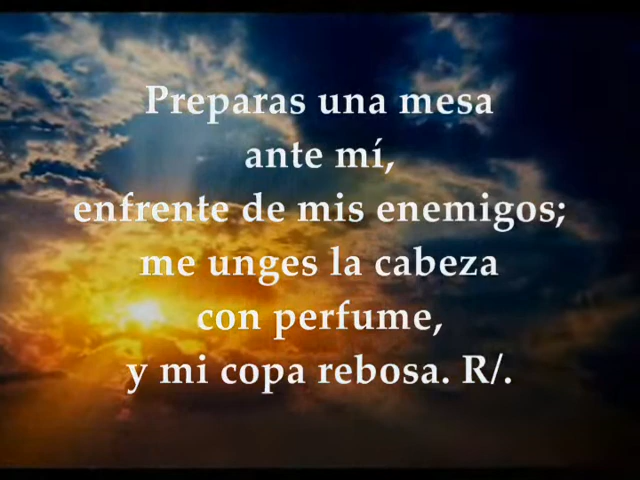 Preparas una mesa
ante mí,
enfrente de mis enemigos;
me unges la cabeza
con perfume,
y mi copa rebosa. R/.